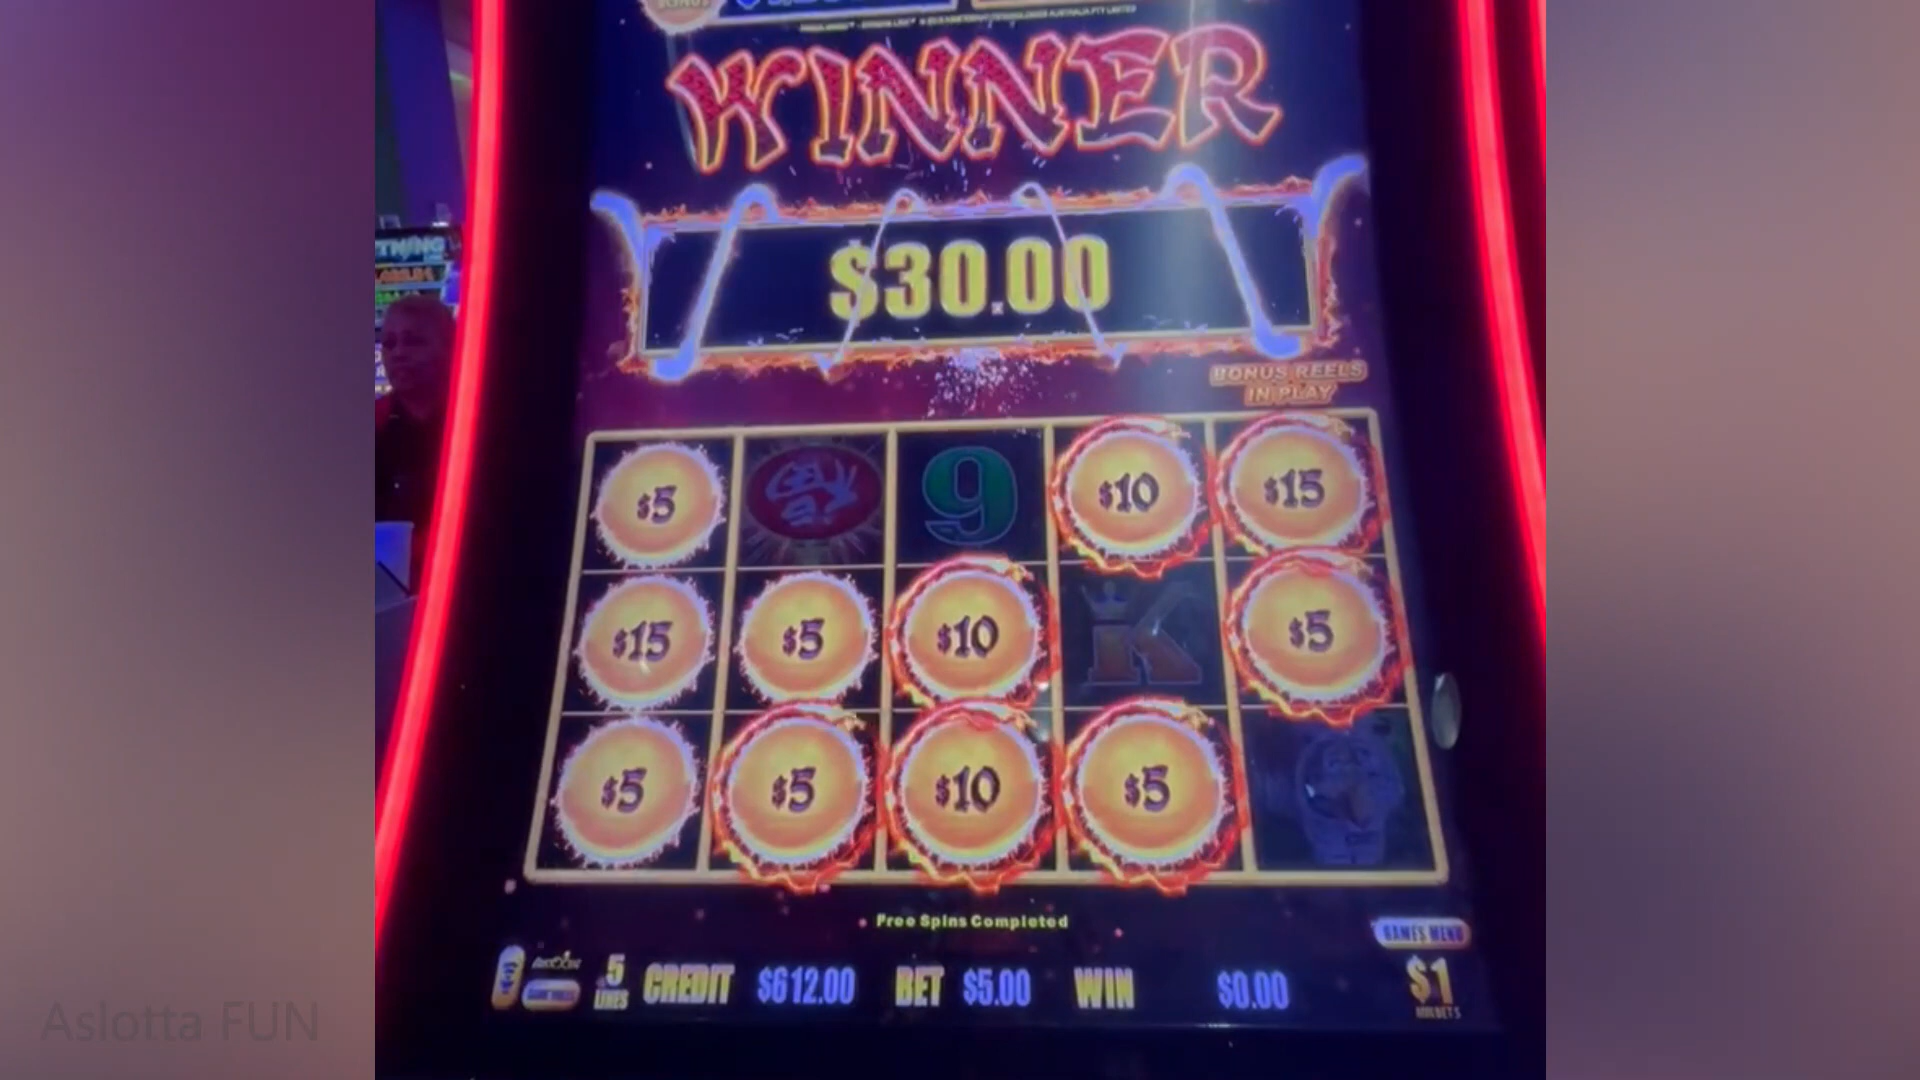 WINNER
$30.00
BONUS REELS
IN PLAY
$5 9 $10 $15
$15 $5 $10 K $5
$5 $5 $10 $5
Free Spins Completed
GAMES MENU
5 LINES CREDIT $612.00 BET $5.00 WIN $0.00 $1
Aslotta FUN